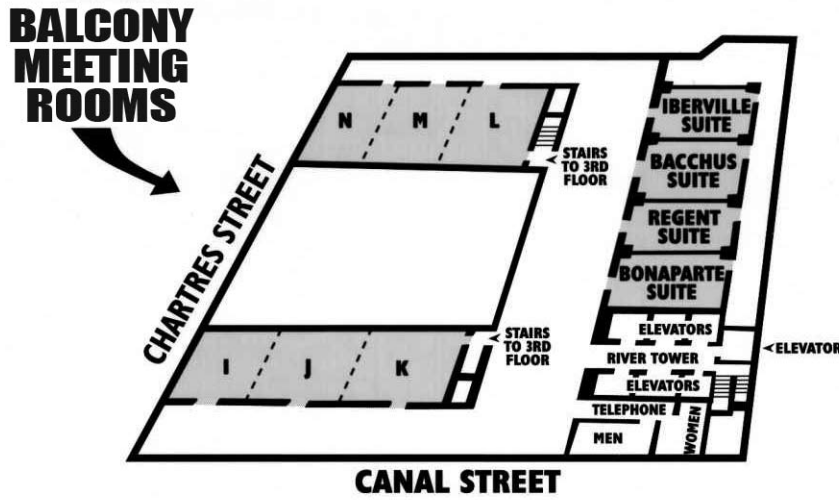 BALCONY
MEETING
ROOMS
N
M
L
STAIRS
TO 3RD
FLOOR
IBERVILLE
SUITE
BACCHUS
SUITE
REGENT
SUITE
BONAPARTE
SUITE
CHARTRES STREET
I
J
K
STAIRS
TO 3RD
FLOOR
ELEVATORS
RIVER TOWER
ELEVATOR
ELEVATORS
TELEPHONE
MEN
WOMEN
CANAL STREET